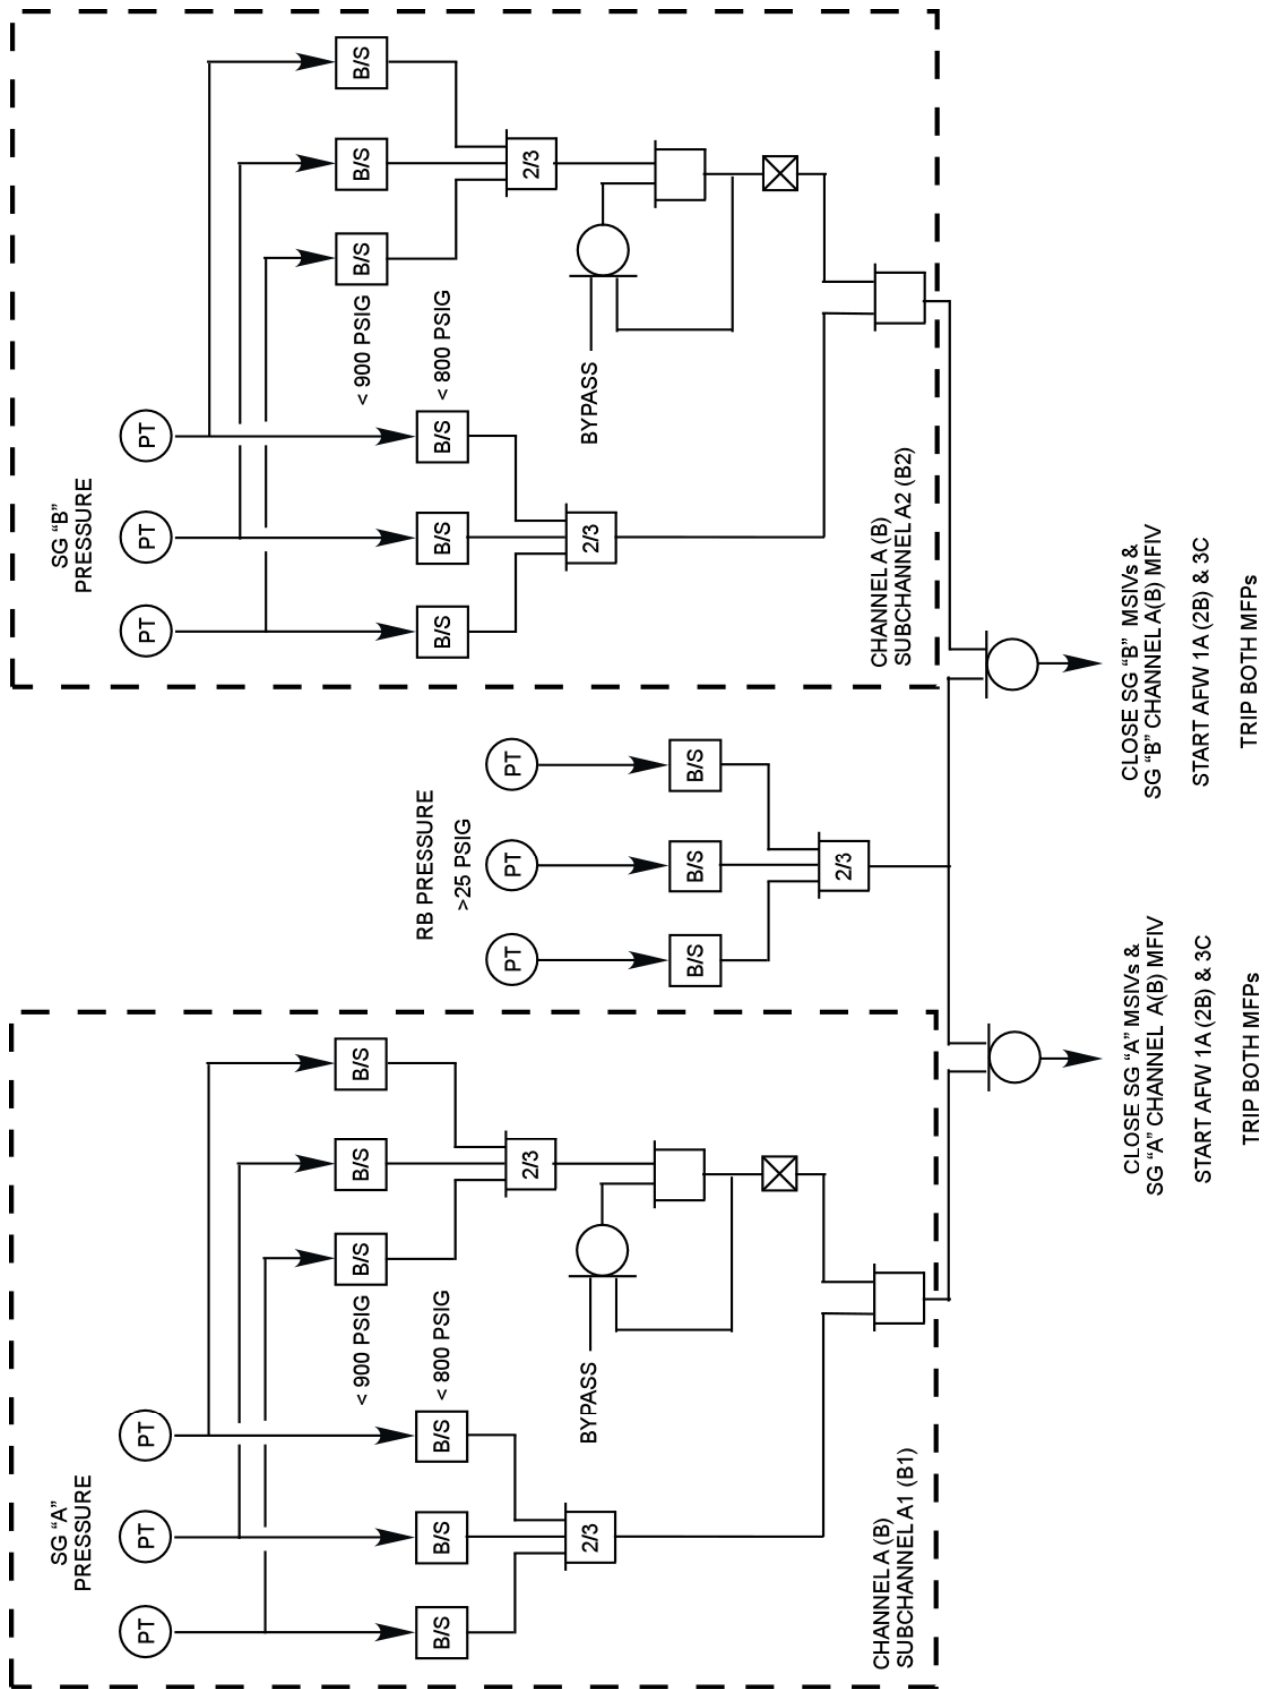 SG "A"
PRESSURE
PT
PT
PT
B/S
B/S
B/S
< 900 PSIG
< 800 PSIG
B/S
B/S
B/S
2/3
2/3
BYPASS
CHANNEL A (B)
SUBCHANNEL A1 (B1)
RB PRESSURE
>25 PSIG
PT
PT
PT
B/S
B/S
B/S
2/3
SG "B"
PRESSURE
PT
PT
PT
B/S
B/S
B/S
< 900 PSIG
< 800 PSIG
B/S
B/S
B/S
2/3
2/3
BYPASS
CHANNEL A (B)
SUBCHANNEL A2 (B2)
CLOSE SG "A" MSIVs &
SG "A" CHANNEL A(B) MFIV
START AFW 1A (2B) & 3C
TRIP BOTH MFPs
CLOSE SG "B" MSIVs &
SG "B" CHANNEL A(B) MFIV
START AFW 1A (2B) & 3C
TRIP BOTH MFPs